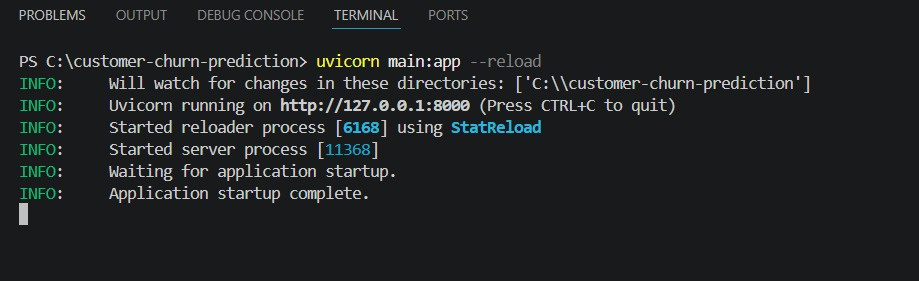 PROBLEMS OUTPUT DEBUG CONSOLE TERMINAL PORTS
PS C:\customer-churn-prediction> uvicorn main:app --reload
INFO: Will watch for changes in these directories: ['C:\\customer-churn-prediction']
INFO: Uvicorn running on http://127.0.0.1:8000 (Press CTRL+C to quit)
INFO: Started reloader process [6168] using StatReload
INFO: Started server process [11368]
INFO: Waiting for application startup.
INFO: Application startup complete.